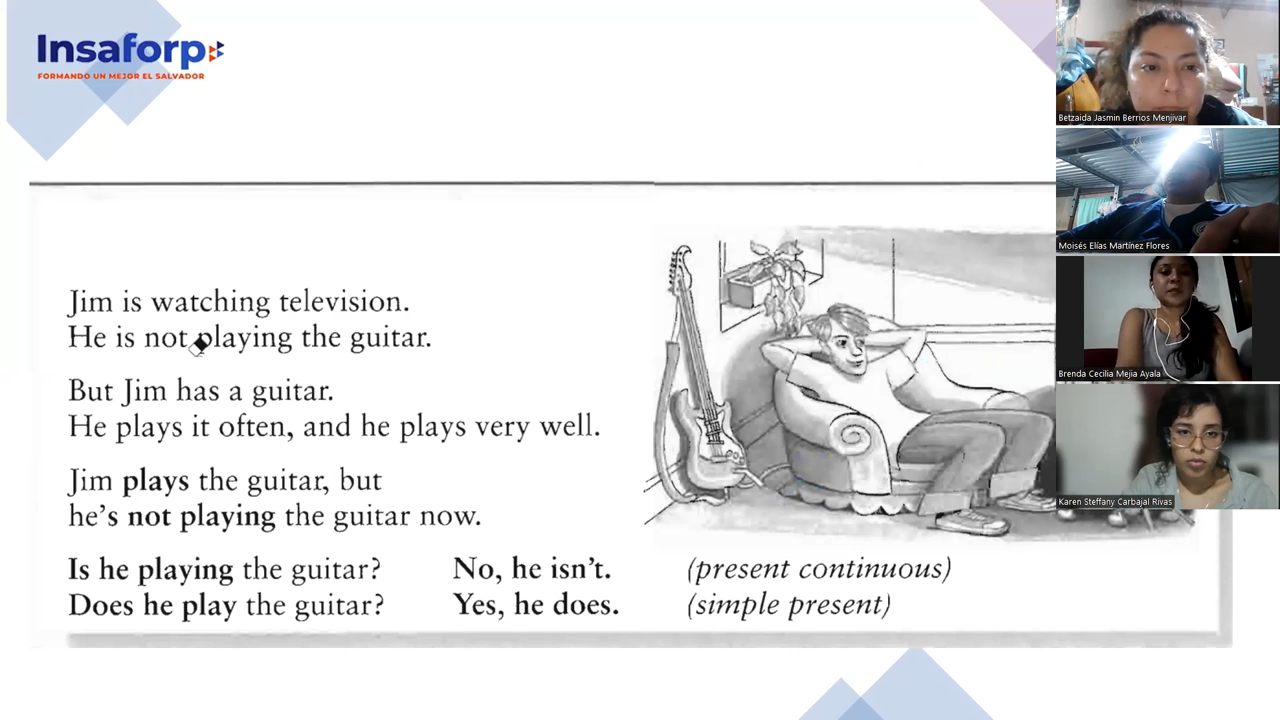 Insaforp
FORMANDO UN MEJOR EL SALVADOR
Jim is watching television.
He is not playing the guitar.
But Jim has a guitar.
He plays it often, and he plays very well.
Jim plays the guitar, but
he's not playing the guitar now.
Is he playing the guitar? No, he isn't. (present continuous)
Does he play the guitar? Yes, he does. (simple present)
Betzaida Jasmin Berrios Menjivar
Moisés Elías Martínez Flores
Brenda Cecilia Mejia Ayala
Karen Steffany Carbajal Rivas